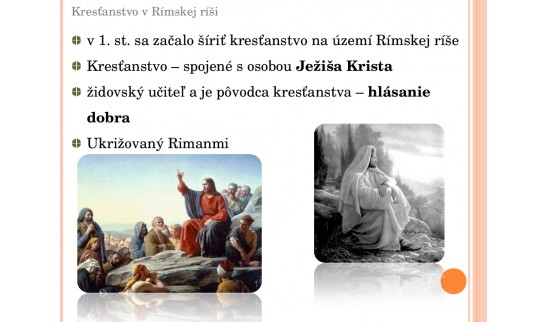 Kresťanstvo v Rímskej ríši
v 1. st. sa začalo šíriť kresťanstvo na území Rímskej ríše
Kresťanstvo – spojené s osobou Ježiša Krista
židovský učiteľ a je pôvodca kresťanstva – hlásanie
dobra
Ukrižovaný Rimanmi